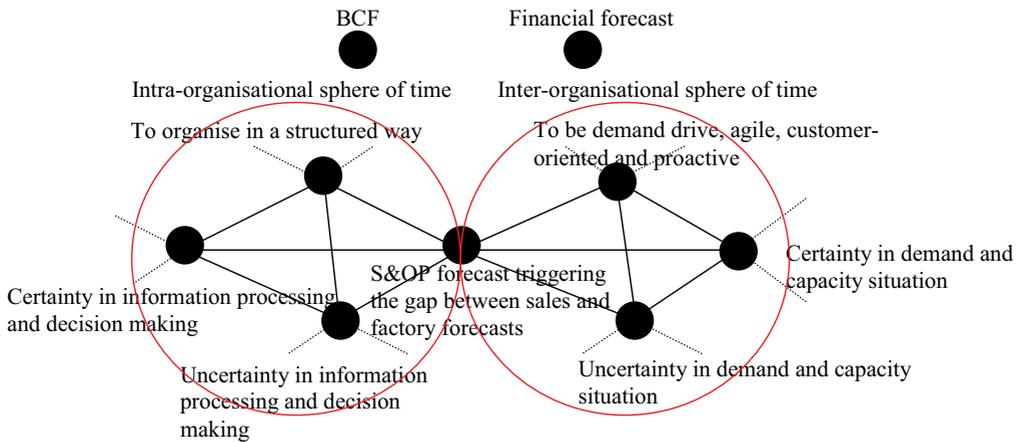 BCF
Financial forecast
Intra-organisational sphere of time
Inter-organisational sphere of time
To organise in a structured way
To be demand drive, agile, customer-
oriented and proactive
Certainty in demand and
capacity situation
S&OP forecast triggering
the gap between sales and
factory forecasts
Certainty in information processing
and decision making
Uncertainty in information
processing and decision
making
Uncertainty in demand and capacity
situation